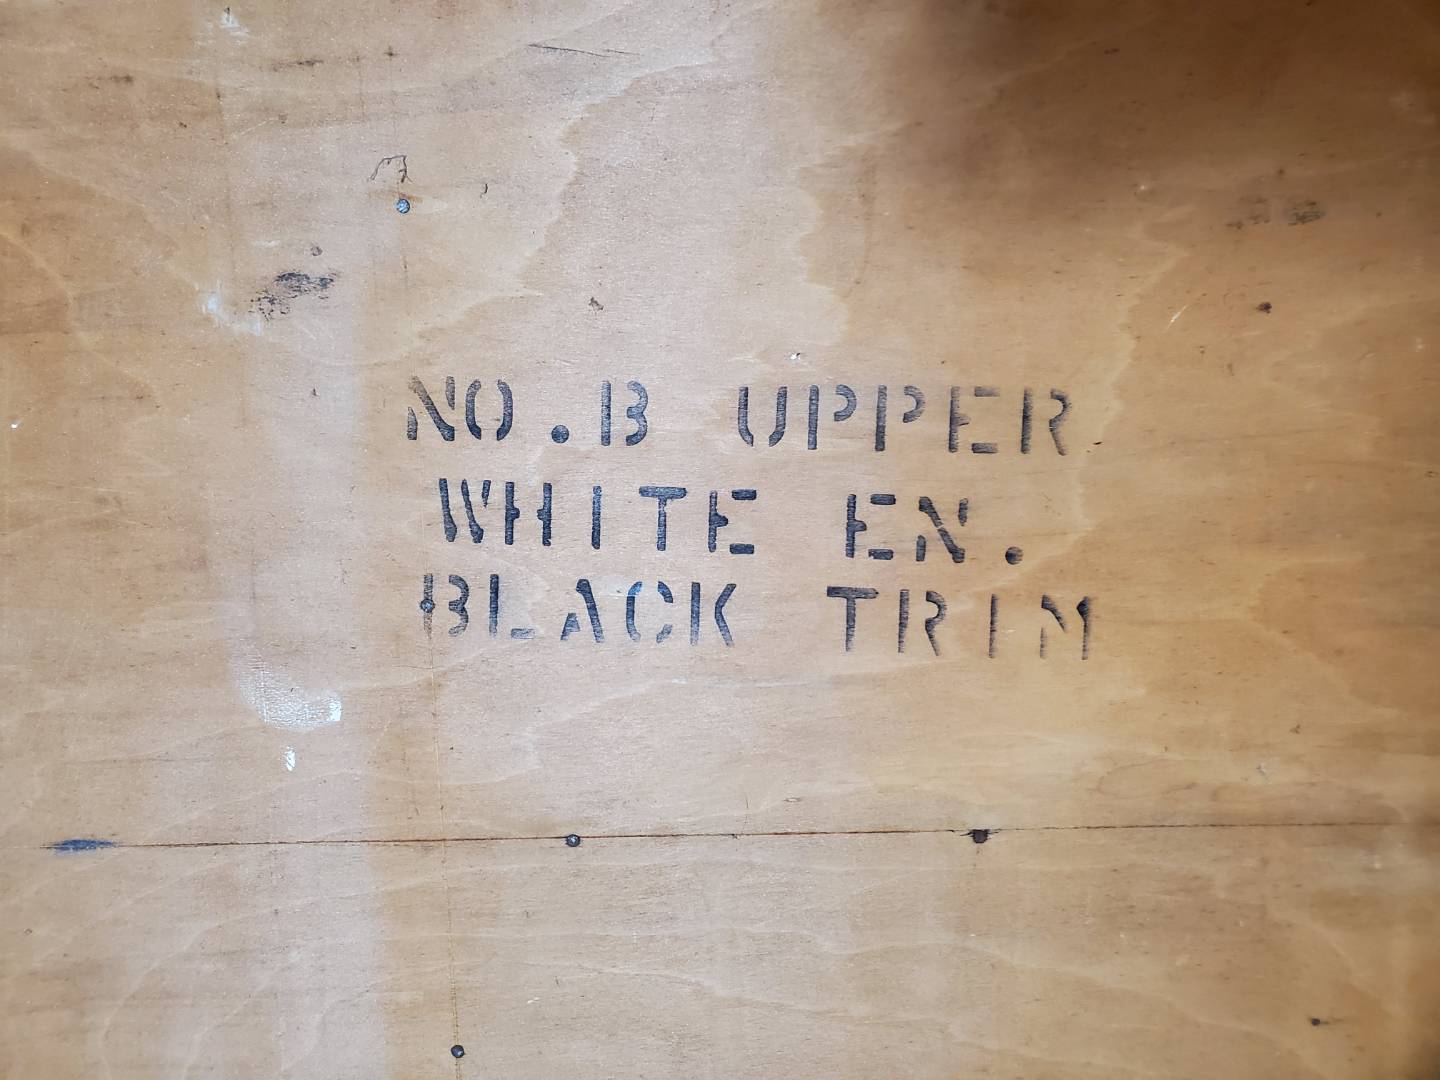 NO.B UPPER
WHITE EN.
BLACK TRIM